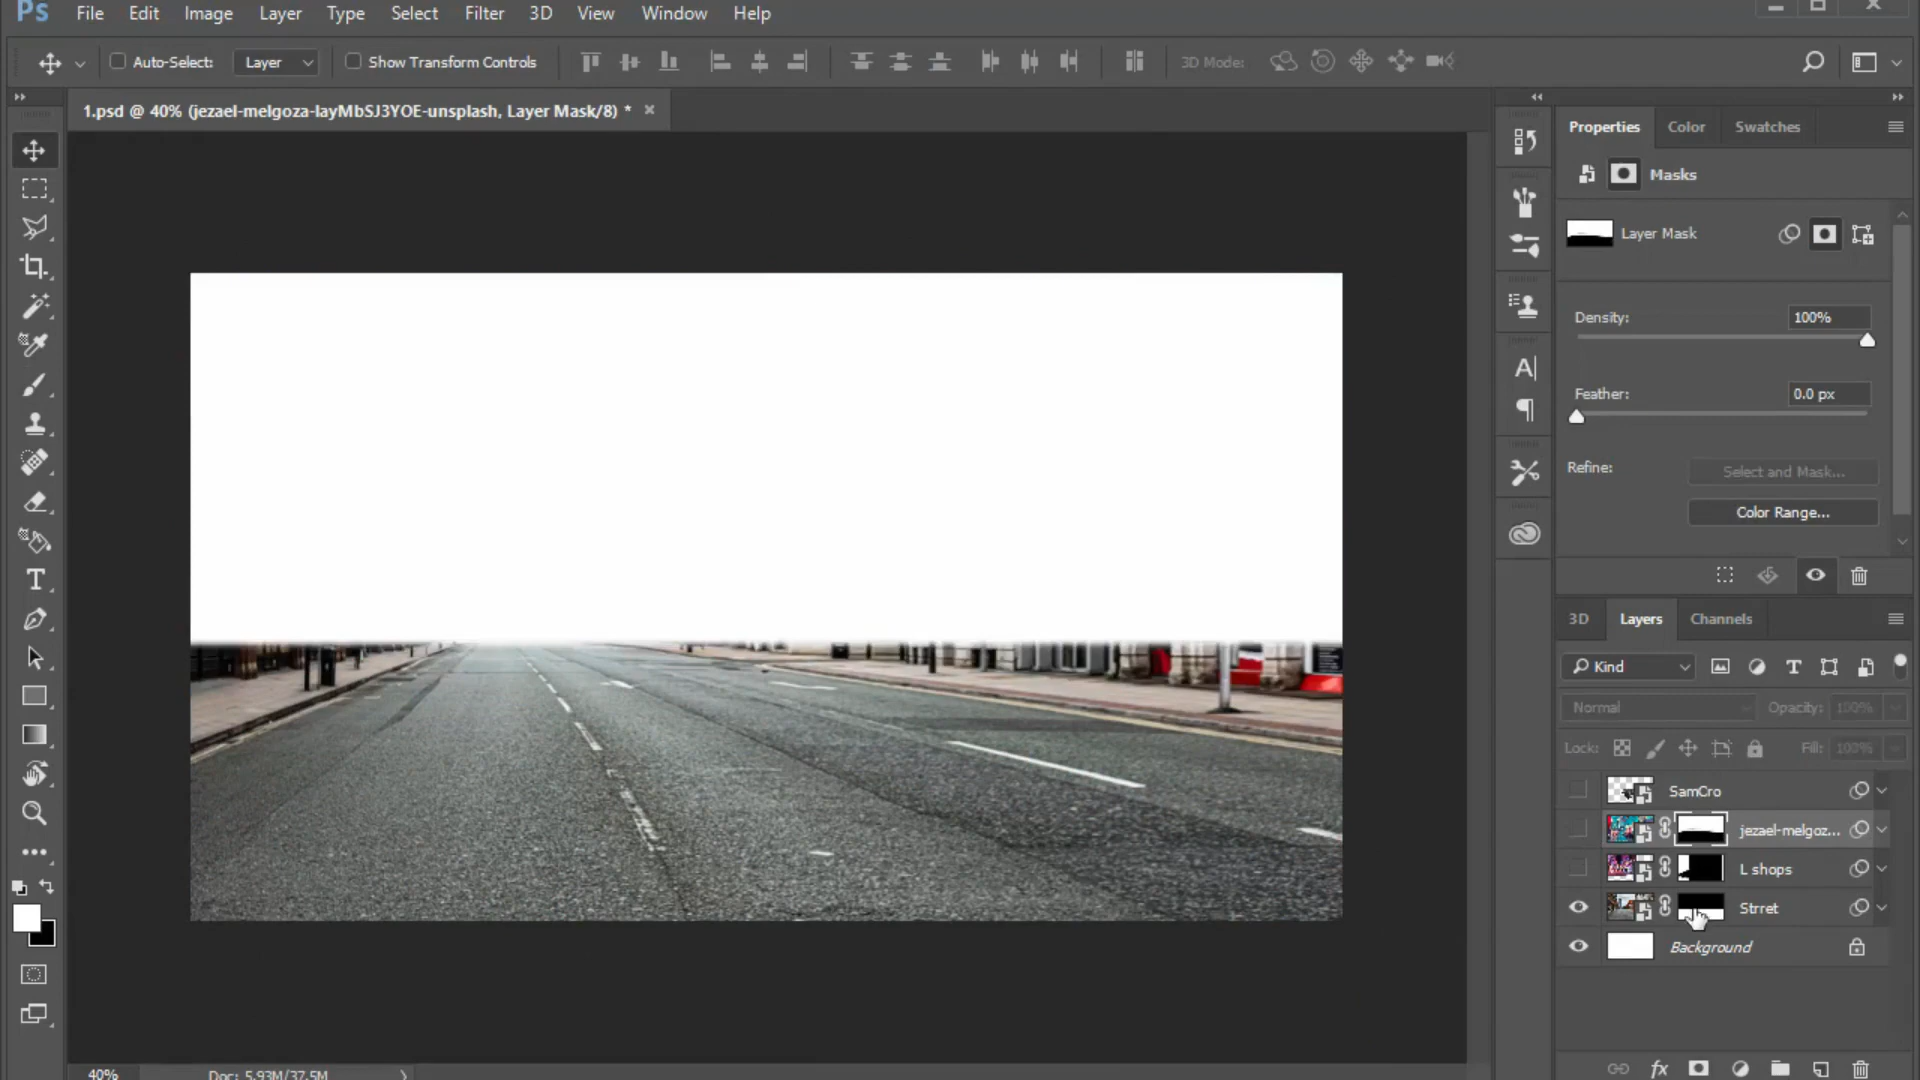 Ps File Edit Image Layer Type Select Filter 3D View Window Help
Auto-Select: Layer Show Transform Controls 3D Mode:
1.psd @ 40% (jezael-melgoza-layMbSJ3YOE-unsplash, Layer Mask/8) *
Properties Color Swatches
Masks
Layer Mask
Density: 100%
Feather: 0.0 px
Refine: Select and Mask...
Color Range...
3D Layers Channels
Kind
Normal Opacity: 100%
Lock: Fill: 100%
SamCro
jezael-melgoz...
L shops
Strret
Background
40% Doc: 5.93M/37.5M